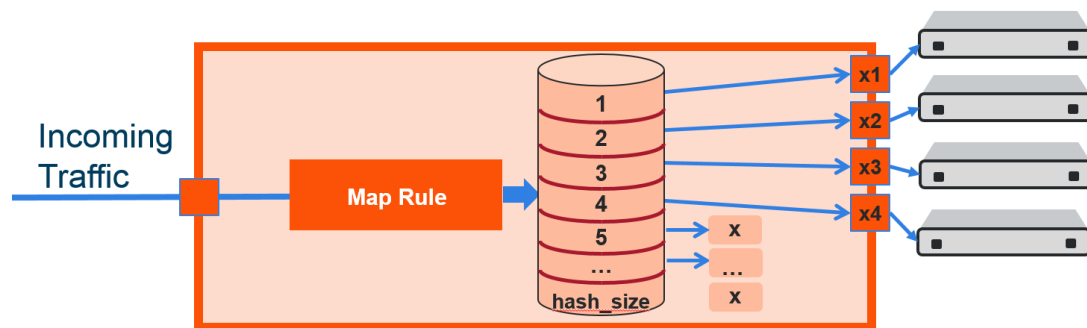 Incoming
Traffic
Map Rule
1
2
3
4
5
...
hash_size
x1
x2
x3
x4
x
...
x